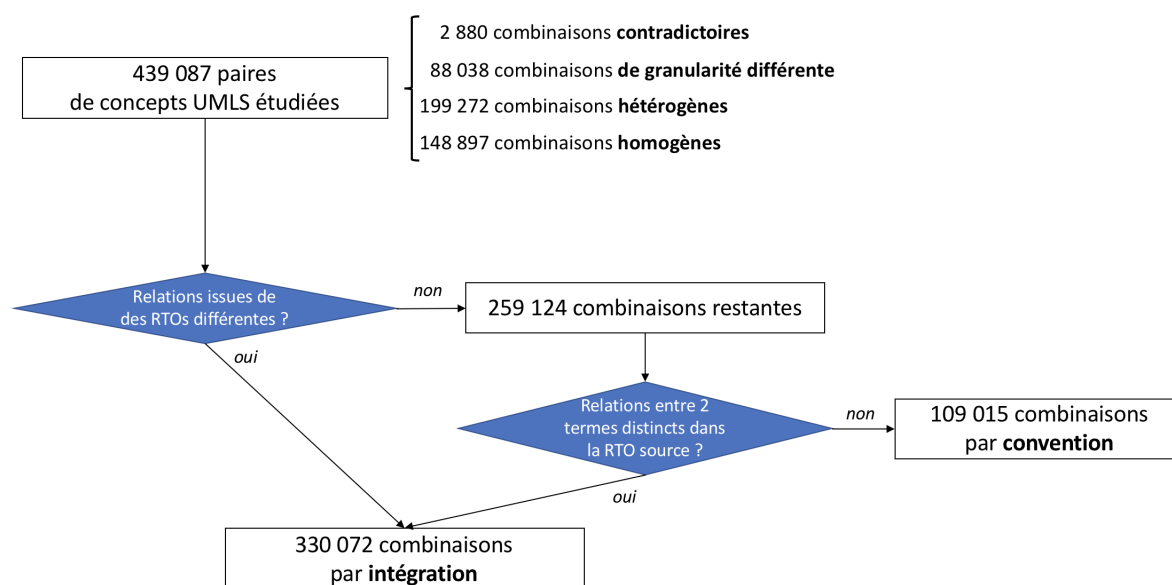 439 087 paires
de concepts UMLS étudiées
2 880 combinaisons contradictoires
88 038 combinaisons de granularité différente
199 272 combinaisons hétérogènes
148 897 combinaisons homogènes
Relations issues de
des RTOs différentes ?
non
259 124 combinaisons restantes
oui
Relations entre 2
termes distincts dans
la RTO source ?
non
109 015 combinaisons
par convention
oui
330 072 combinaisons
par intégration